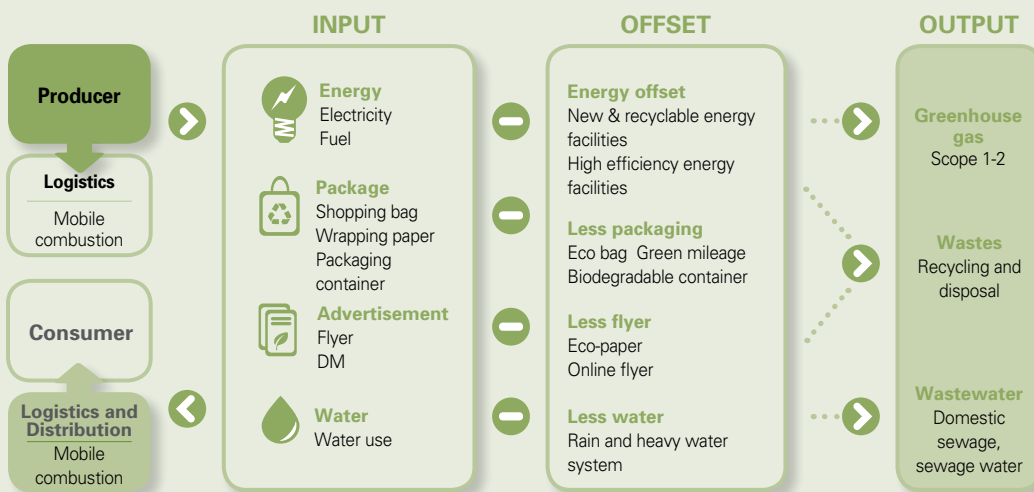 INPUT
OFFSET
OUTPUT
Producer
Logistics
Mobile
combustion
Consumer
Logistics and
Distribution
Mobile
combustion
Energy
Electricity
Fuel
Package
Shopping bag
Wrapping paper
Packaging
container
Advertisement
Flyer
DM
Water
Water use
Energy offset
New & recyclable energy
facilities
High efficiency energy
facilities
Less packaging
Eco bag Green mileage
Biodegradable container
Less flyer
Eco-paper
Online flyer
Less water
Rain and heavy water
system
Greenhouse
gas
Scope 1-2
Wastes
Recycling and
disposal
Wastewater
Domestic
sewage,
sewage water